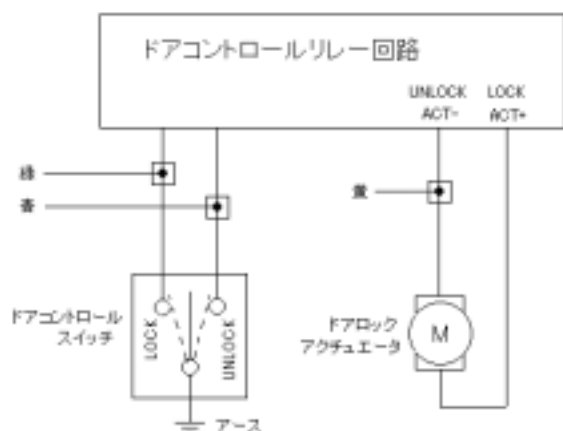 ドアコントロールリレー回路
UNLOCK
ACT-
LOCK
ACT+
緑
青
黄
ドアコントロール
スイッチ
LOCK
UNLOCK
ドアロック
アクチュエータ
M
アース